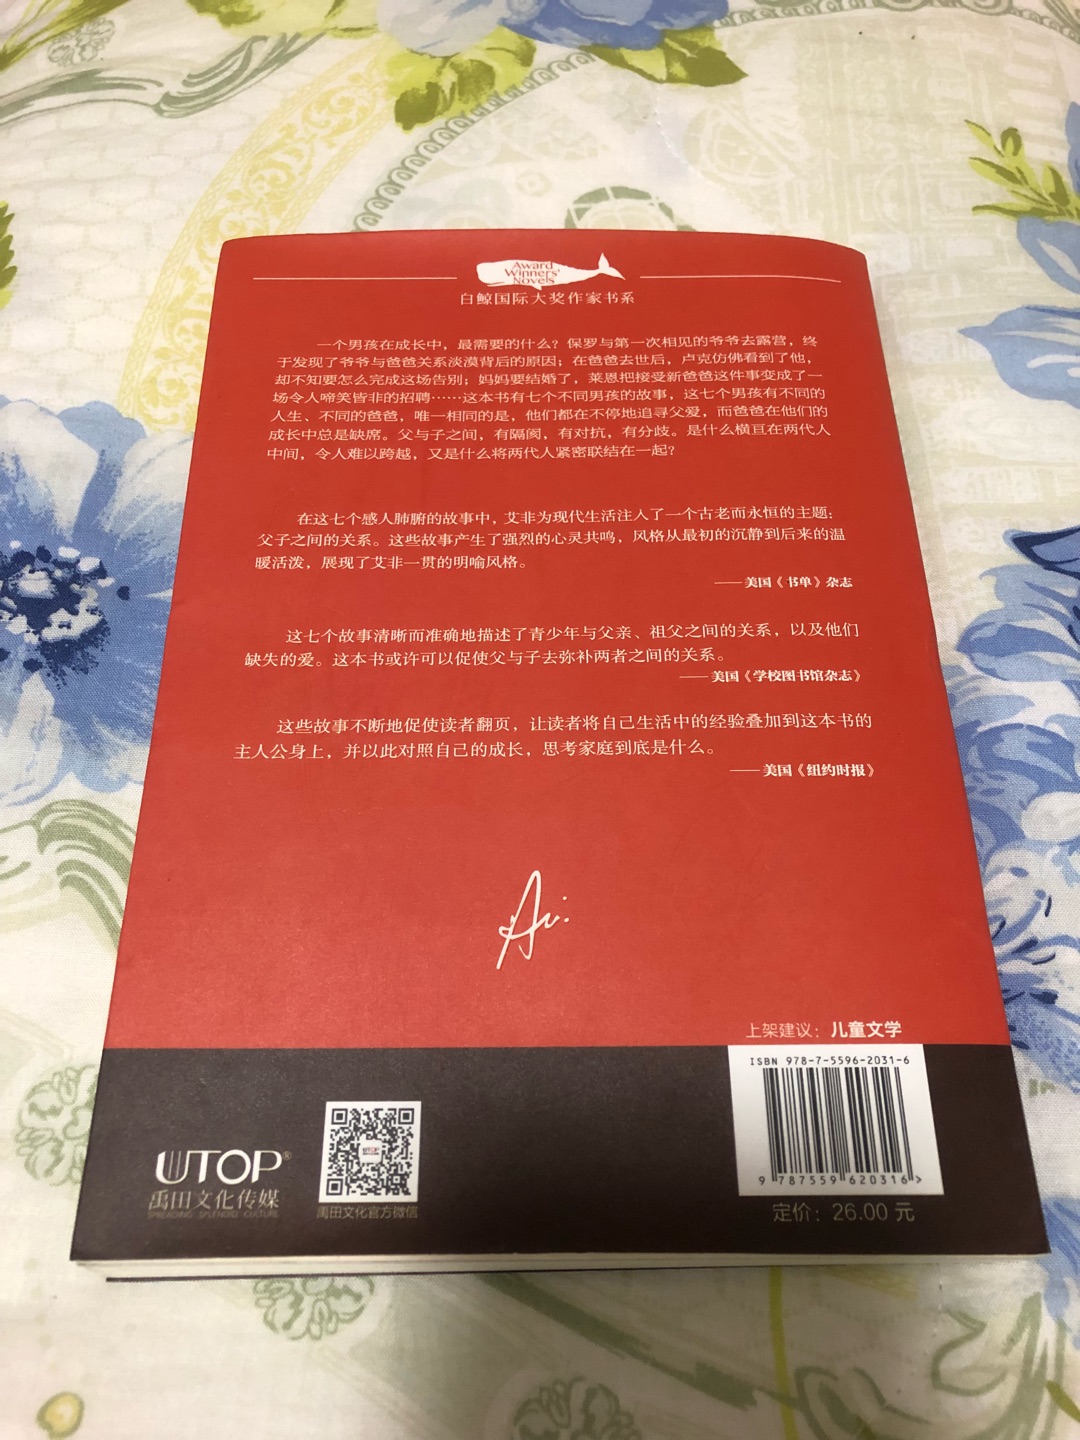 Award
Winners'
Novels
白鲸国际大奖作家书系
一个男孩在成长中，最需要的什么？保罗与第一次相见的爷爷去露营，终
于发现了爷爷与爸爸关系淡漠背后的原因；在爸爸去世后，卢克仿佛看到了他，
却不知要怎么完成这场告别；妈妈要结婚了，莱恩把接受新爸爸这件事变成了一
场令人啼笑皆非的招聘……这本书有七个不同男孩的故事，这七个男孩有不同的
人生、不同的爸爸，唯一相同的是，他们都在不停地追寻父爱，而爸爸在他们的
成长中总是缺席。父与子之间，有隔阂，有对抗，有分歧。是什么横亘在两代人
中间，令人难以跨越，又是什么将两代人紧密联结在一起？
在这七个感人肺腑的故事中，艾非为现代生活注入了一个古老而永恒的主题：
父子之间的关系。这些故事产生了强烈的心灵共鸣，风格从最初的沉静到后来的温
暖活泼，展现了艾非一贯的明喻风格。
——美国《书单》杂志
这七个故事清晰而准确地描述了青少年与父亲、祖父之间的关系，以及他们
缺失的爱。这本书或许可以促使父与子去弥补两者之间的关系。
——美国《学校图书馆杂志》
这些故事不断地促使读者翻页，让读者将自己生活中的经验叠加到这本书的
主人公身上，并以此对照自己的成长，思考家庭到底是什么。
——美国《纽约时报》
Avi.
上架建议：儿童文学
ISBN 978-7-5596-2031-6
9 787559 620316 >
定价：26.00 元
UTOP®
禹田文化传媒
SPREADING SPLENDID CULTURE
UTOP
禹田文化官方微信